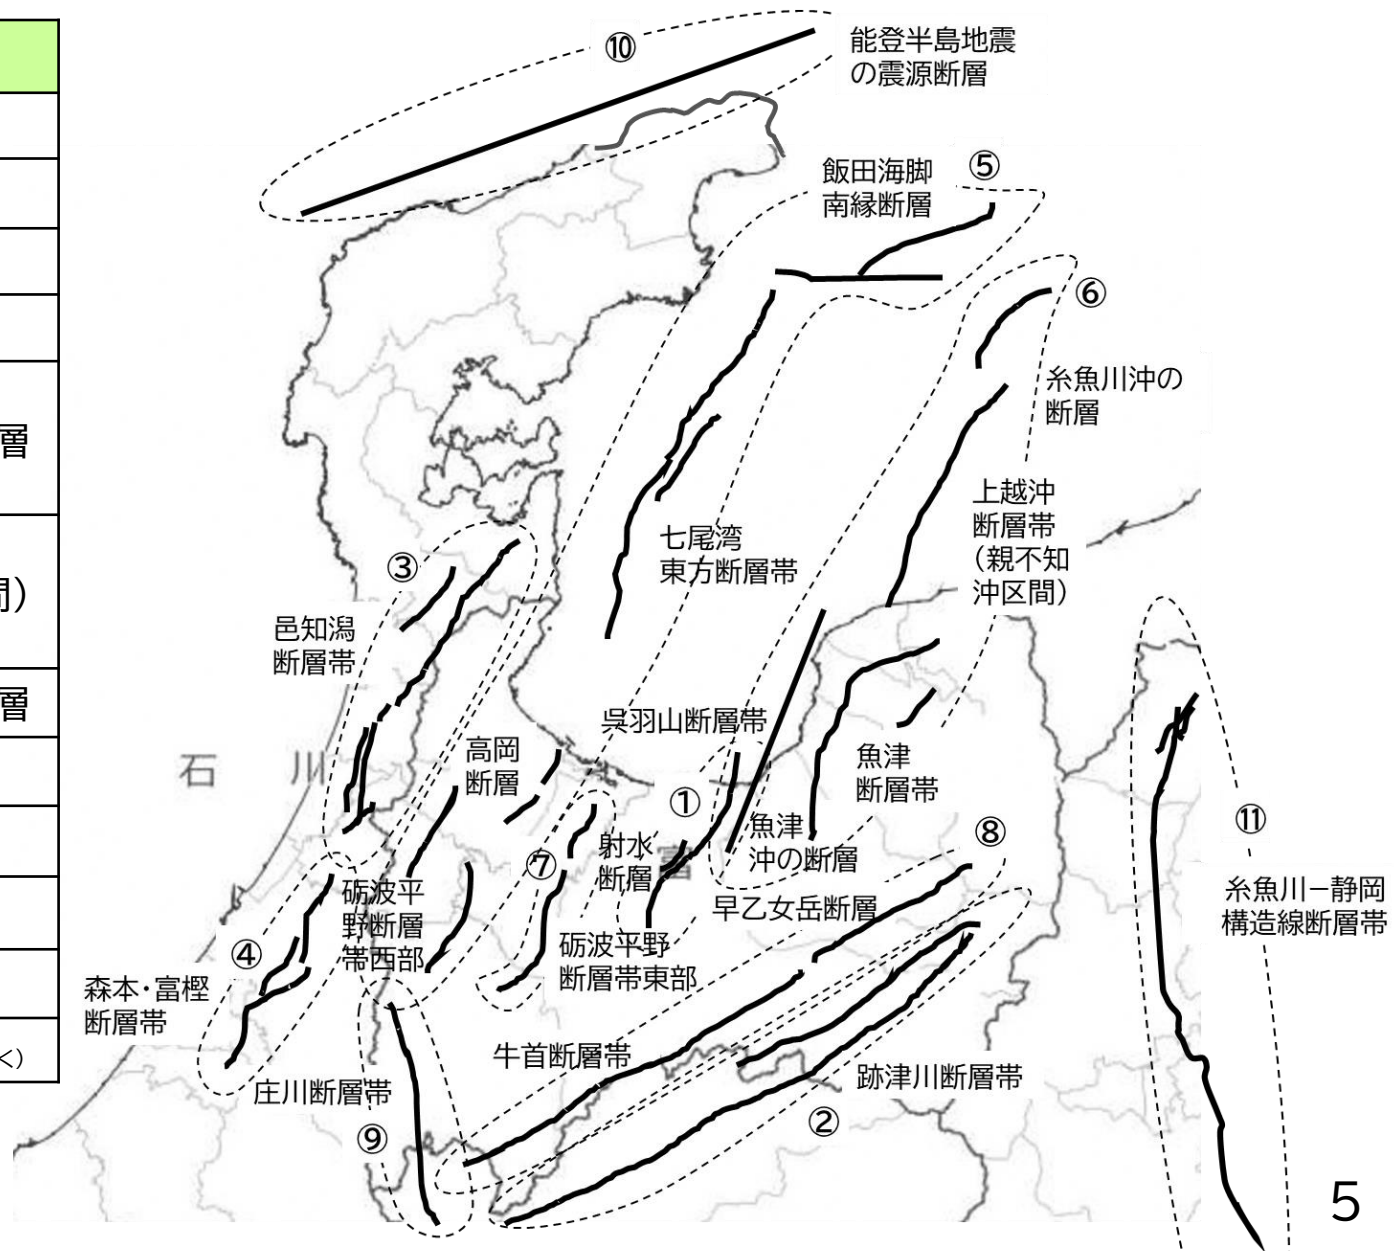 層
間）
層
く）
⑩
能登半島地震
の震源断層
⑤
飯田海脚
南縁断層
⑥
糸魚川沖の
断層
上越沖
断層帯
（親不知
沖区間）
七尾湾
東方断層帯
③
邑知潟
断層帯
石川
高岡
断層
呉羽山断層帯
①
魚津
断層帯
魚津
沖の断層
⑧
⑪
糸魚川－静岡
構造線断層帯
⑦
射水
断層
富
早乙女岳断層
砺波平
野断層
帯西部
砺波平野
断層帯東部
④
森本・富樫
断層帯
牛首断層帯
跡津川断層帯
庄川断層帯
②
⑨
5